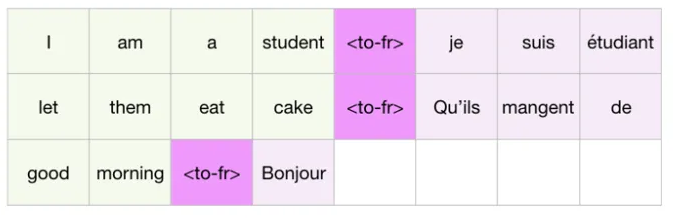 I am a student <to-fr> je suis étudiant
let them eat cake <to-fr> Qu'ils mangent de
good morning <to-fr> Bonjour